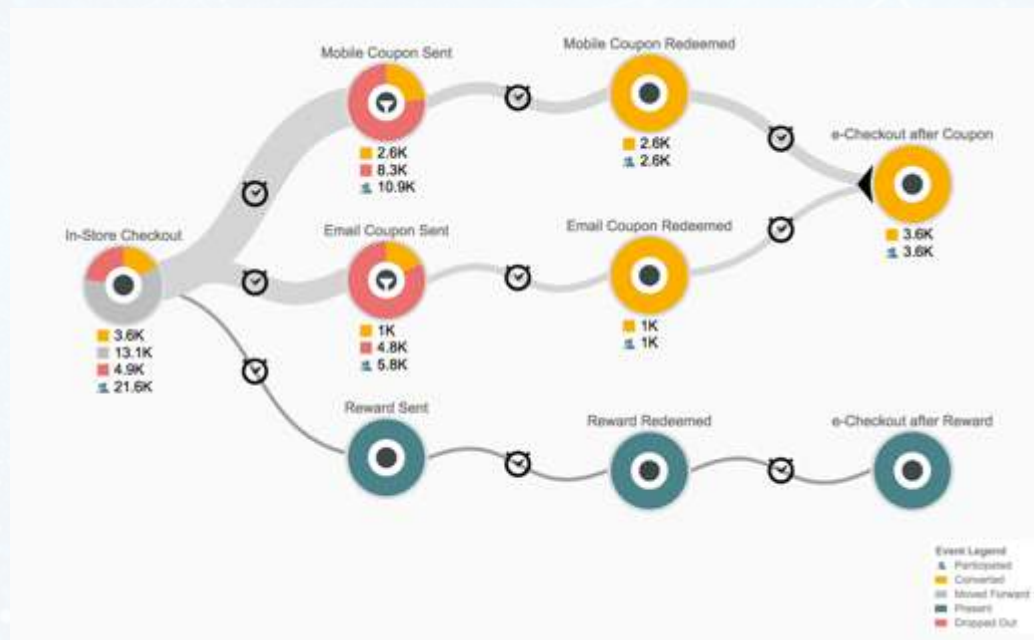 Mobile Coupon Sent
2.6K
8.3K
10.9K
Mobile Coupon Redeemed
2.6K
2.6K
e-Checkout after Coupon
3.6K
3.6K
In-Store Checkout
3.6K
13.1K
4.9K
21.6K
Email Coupon Sent
1K
4.8K
5.8K
Email Coupon Redeemed
1K
1K
Reward Sent
Reward Redeemed
e-Checkout after Reward
Event Legend
Participated
Converted
Moved Forward
Present
Dropped Out